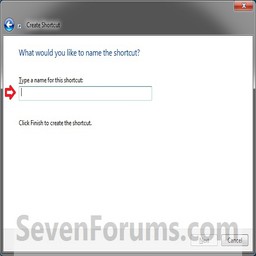 Create Shortcut
What would you like to name the shortcut?
Type a name for this shortcut:
Click Finish to create the shortcut.
SevenForums.com
Cancel